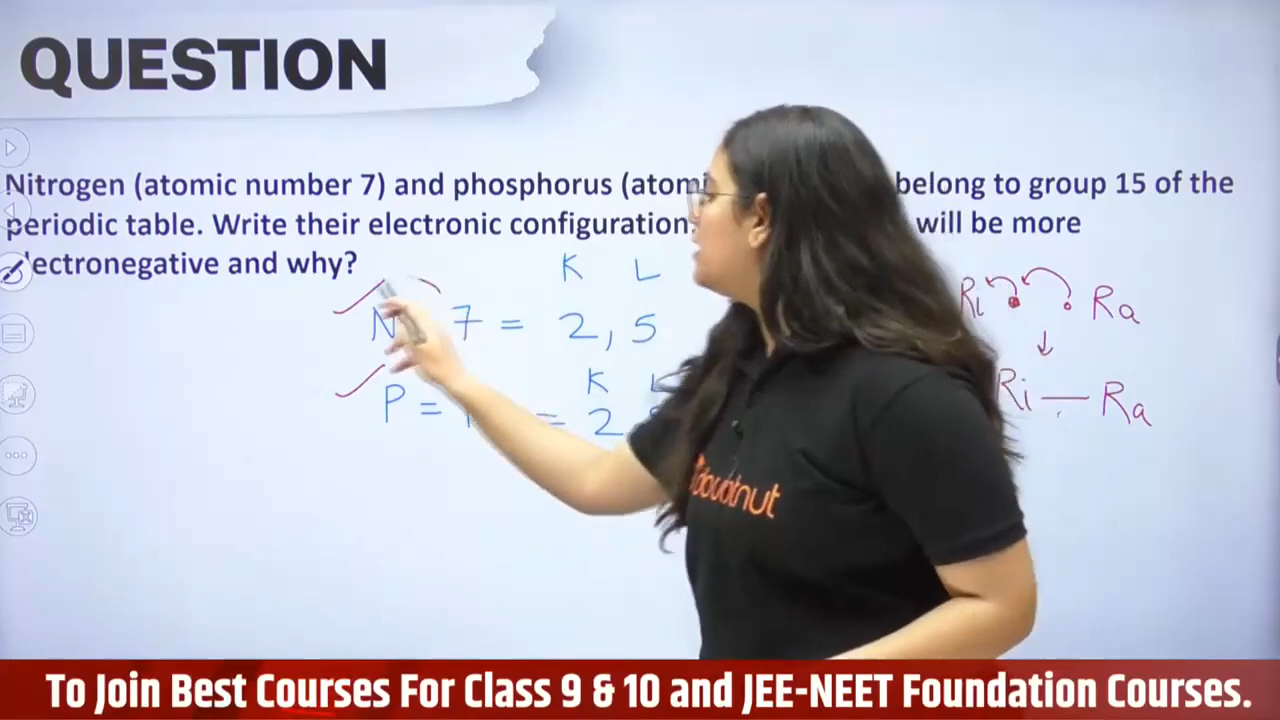 QUESTION
Nitrogen (atomic number 7) and phosphorus belong to group 15 of the
periodic table. Write their electronic configuration will be more
and why?
K L
N 7 = 2, 5
K
P = = 2
Ri Ra
Ri — Ra
doubtnut
To Join Best Courses For Class 9 & 10 and JEE-NEET Foundation Courses.